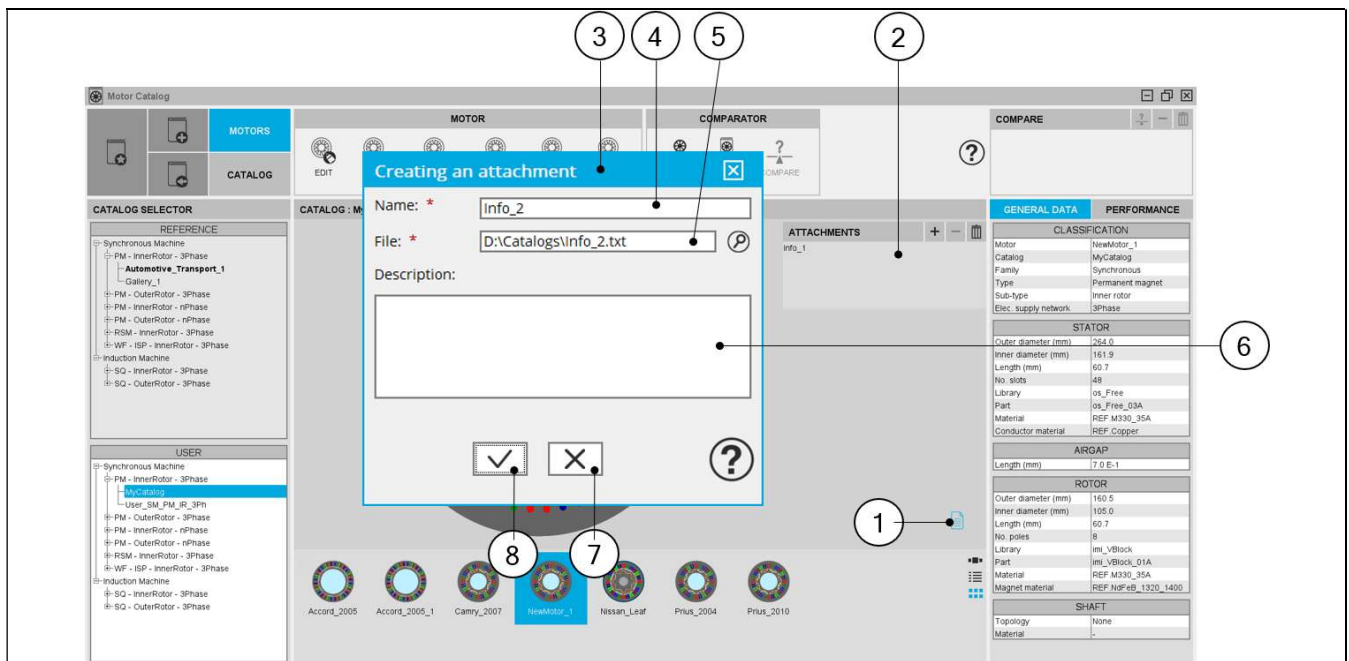 3 4 5 2
Motor Catalog
MOTORS
CATALOG
MOTOR
EDIT
COMPARATOR
?
COMPARE
?
COMPARE
?
CATALOG SELECTOR
REFERENCE
Synchronous Machine
PM - InnerRotor - 3Phase
Automotive_Transport_1
Gallery_1
PM - OuterRotor - 3Phase
PM - InnerRotor - nPhase
PM - OuterRotor - nPhase
RSM - InnerRotor - 3Phase
WF - ISP - InnerRotor - 3Phase
Induction Machine
SQ - InnerRotor - 3Phase
SQ - OuterRotor - 3Phase
USER
Synchronous Machine
PM - InnerRotor - 3Phase
MyCatalog
User_SM_PM_IR_3Ph
PM - OuterRotor - 3Phase
PM - InnerRotor - nPhase
PM - OuterRotor - nPhase
RSM - InnerRotor - 3Phase
WF - ISP - InnerRotor - 3Phase
Induction Machine
SQ - InnerRotor - 3Phase
SQ - OuterRotor - 3Phase
CATALOG : M
Creating an attachment
Name: * Info_2
File: * D:\Catalogs\Info_2.txt
Description:
?
8 7
ATTACHMENTS + −
Info_1
1
6
Accord_2005 Accord_2005_1 Camry_2007 NewMotor_1 Nissan_Leaf Prius_2004 Prius_2010
GENERAL DATA PERFORMANCE
CLASSIFICATION
Motor NewMotor_1
Catalog MyCatalog
Family Synchronous
Type Permanent magnet
Sub-type Inner rotor
Elec. supply network 3Phase
STATOR
Outer diameter (mm) 264.0
Inner diameter (mm) 161.9
Length (mm) 60.7
No. slots 48
Library os_Free
Part os_Free_03A
Material REF.M330_35A
Conductor material REF.Copper
AIRGAP
Length (mm) 7.0 E-1
ROTOR
Outer diameter (mm) 160.5
Inner diameter (mm) 105.0
Length (mm) 60.7
No. poles 8
Library imi_VBlock
Part imi_VBlock_01A
Material REF.M330_35A
Magnet material REF.NdFeB_1320_1400
SHAFT
Topology None
Material -